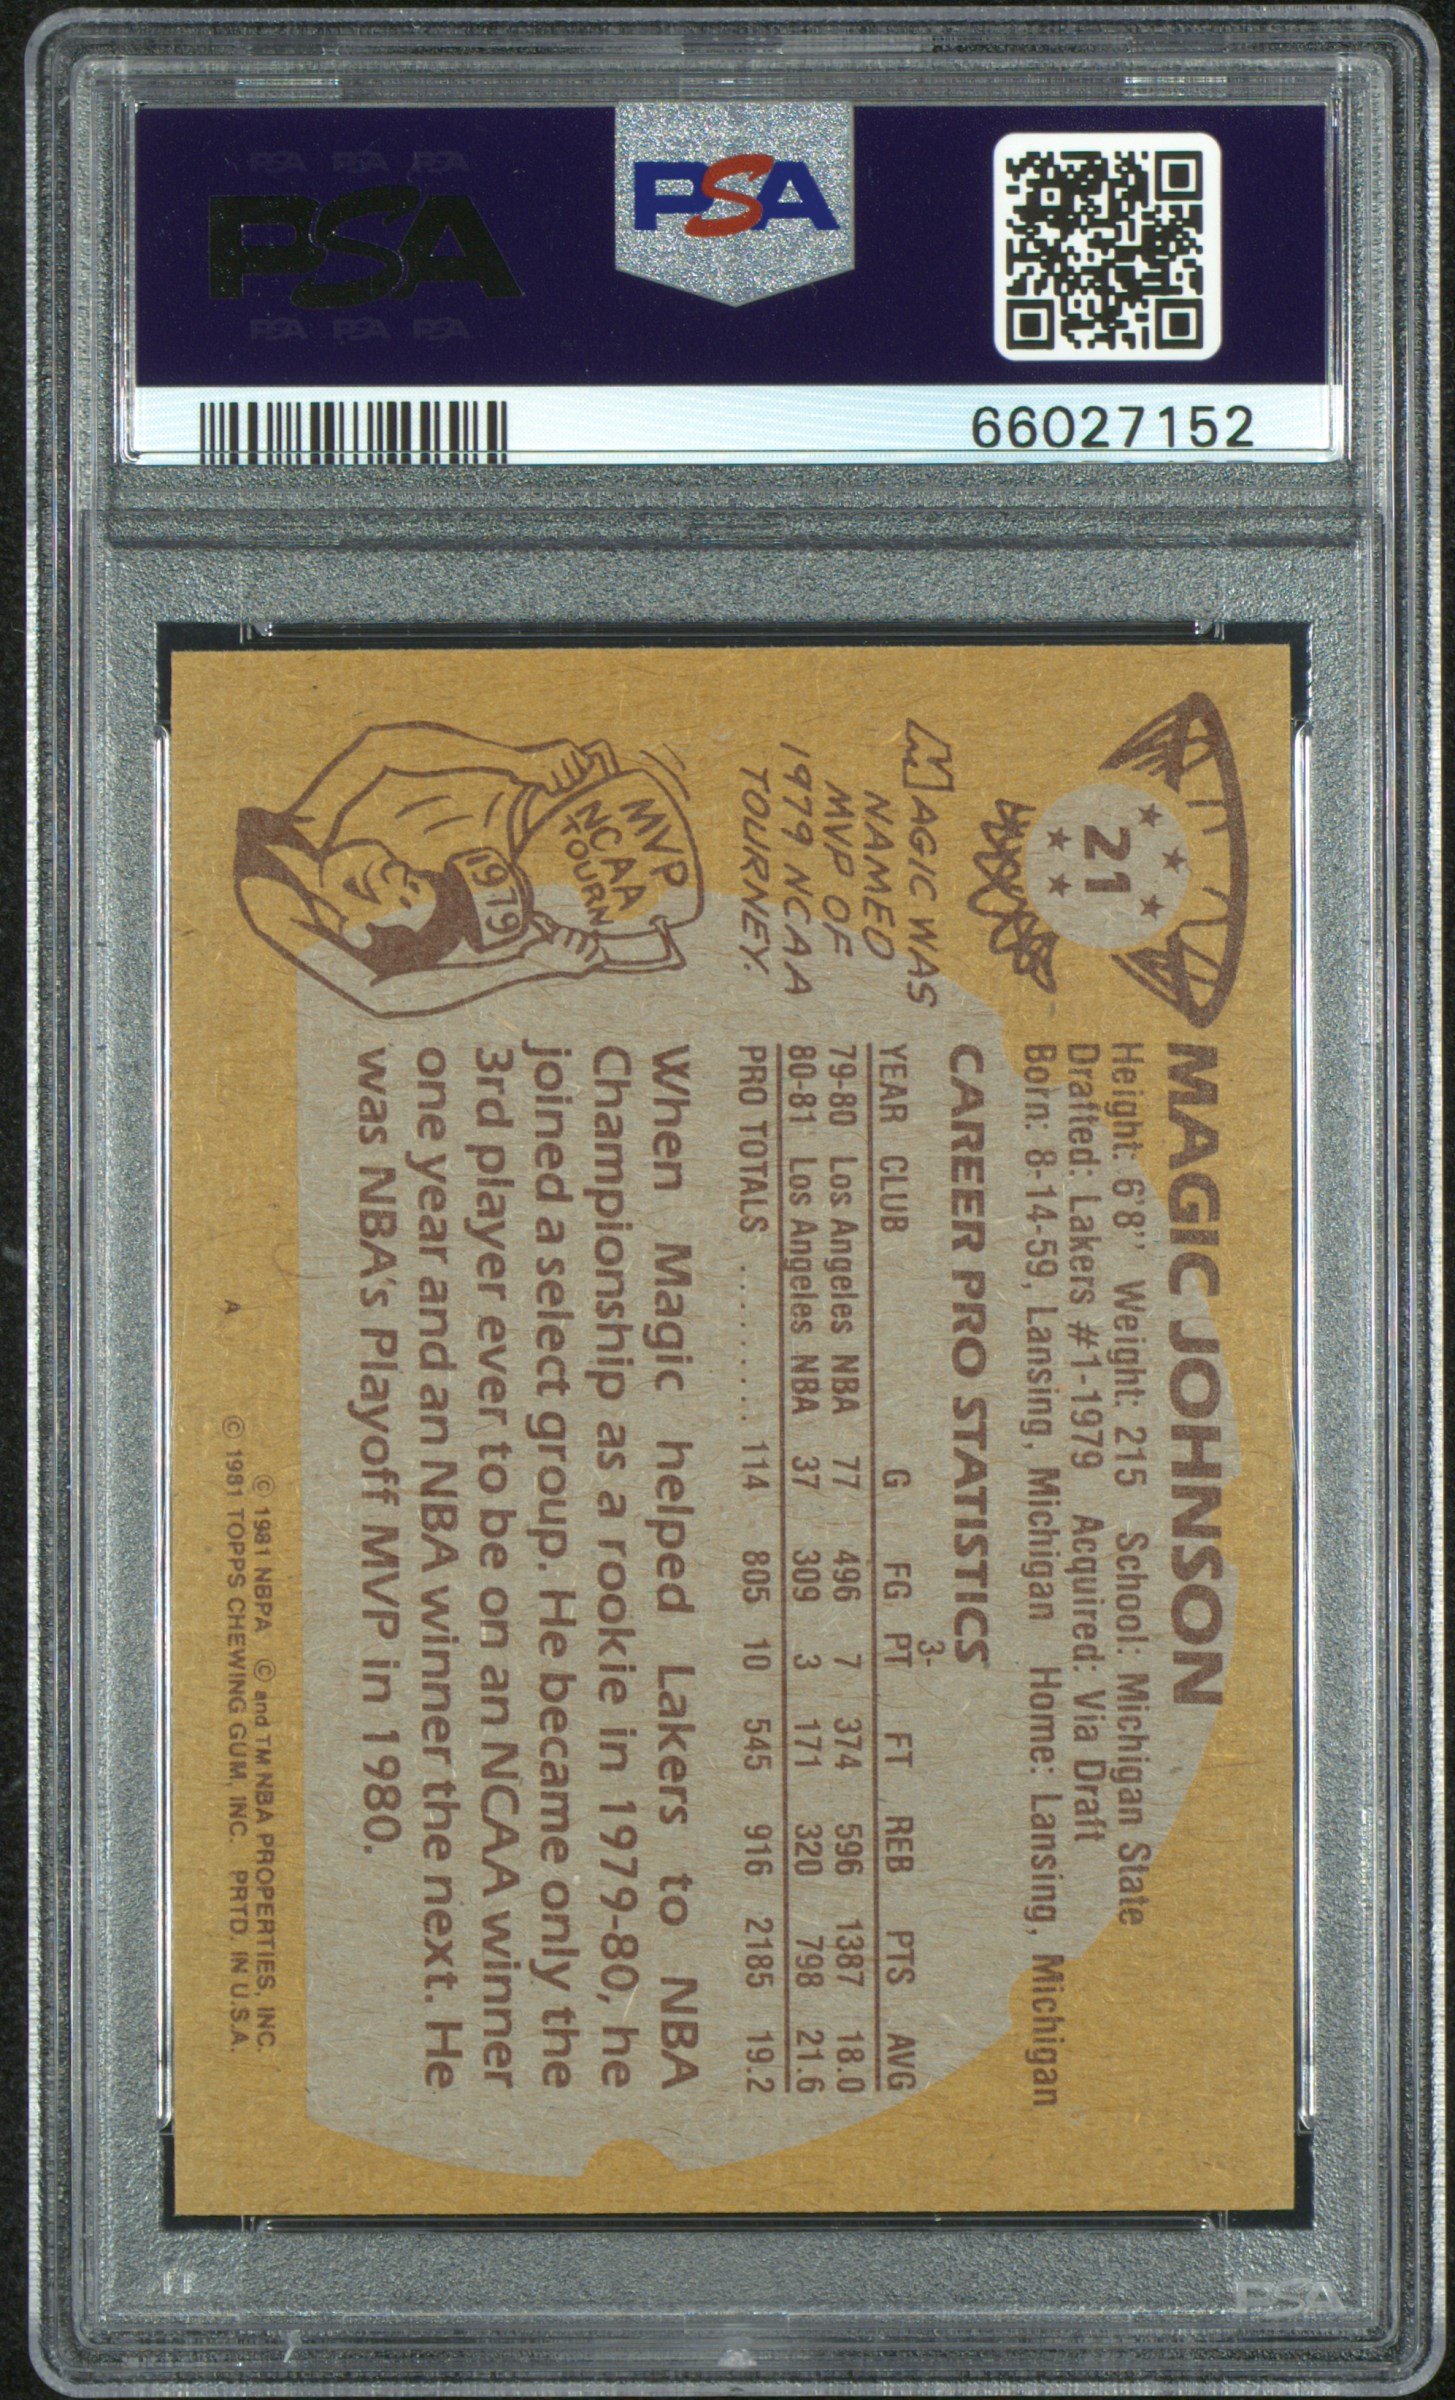 PSA PSA PSA
PSA
PSA PSA PSA
PSA
66027152
21
MAGIC JOHNSON
Height: 6'8'' Weight: 215 School: Michigan State
Drafted: Lakers #1-1979 Acquired: Via Draft
Born: 8-14-59, Lansing, Michigan Home: Lansing, Michigan
CAREER PRO STATISTICS
YEAR CLUB G FG 3-PT FT REB PTS AVG
79-80 Los Angeles NBA 77 496 7 374 596 1387 18.0
80-81 Los Angeles NBA 37 309 3 171 320 798 21.6
PRO TOTALS ........ 114 805 10 545 916 2185 19.2
MAGIC WAS
NAMED
MVP OF
1979 NCAA
TOURNEY.
MVP
NCAA
TOURN
1979
When Magic helped Lakers to NBA
Championship as a rookie in 1979-80, he
joined a select group. He became only the
3rd player ever to be on an NCAA winner
one year and an NBA winner the next. He
was NBA's Playoff MVP in 1980.
© 1981 NBPA © and TM NBA PROPERTIES, INC.
A © 1981 TOPPS CHEWING GUM, INC. PRTD. IN U.S.A.
PSA